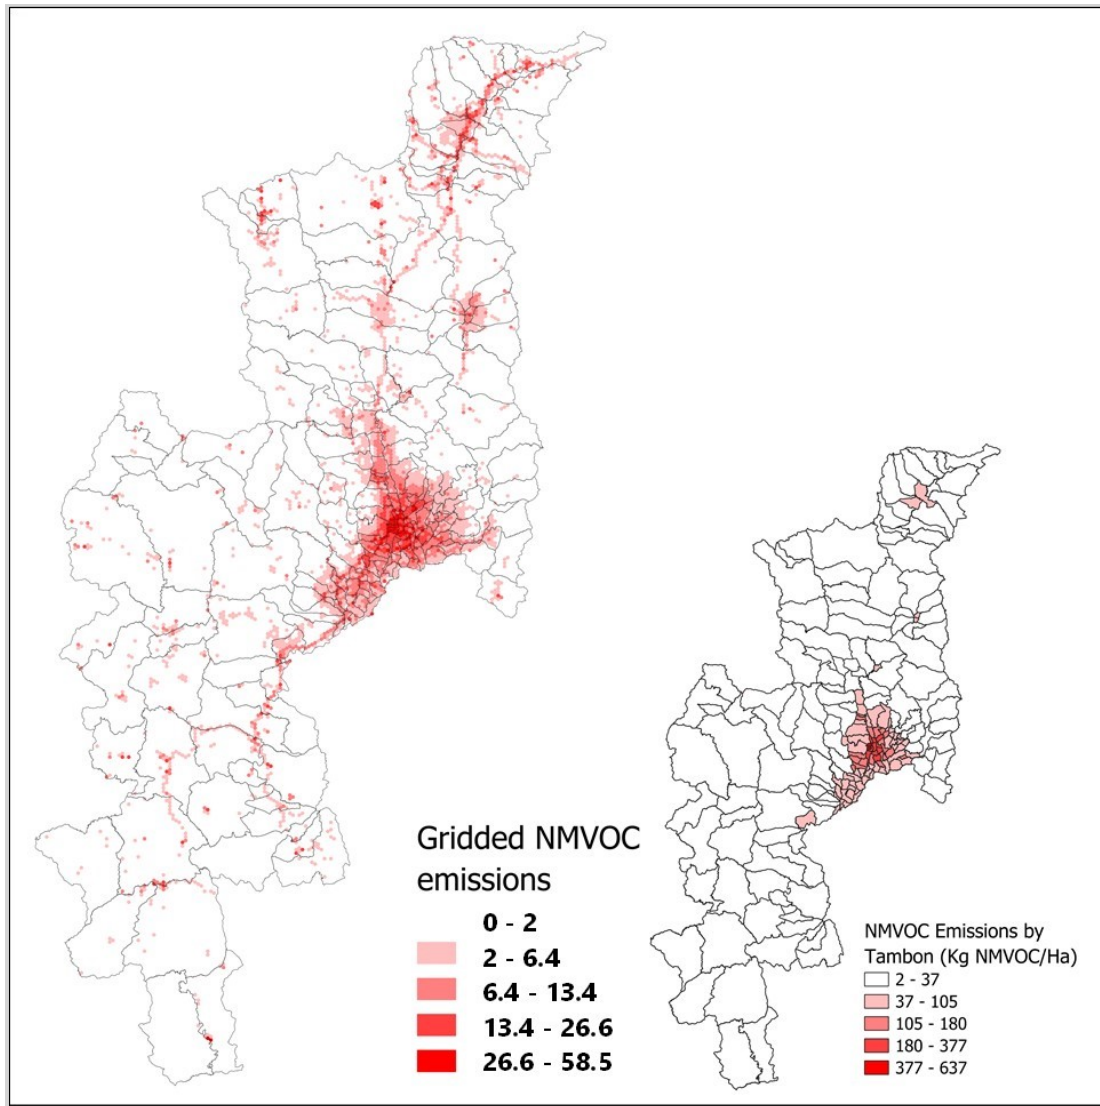 Gridded NMVOC
emissions
0 - 2
2 - 6.4
6.4 - 13.4
13.4 - 26.6
26.6 - 58.5
NMVOC Emissions by
Tambon (Kg NMVOC/Ha)
2 - 37
37 - 105
105 - 180
180 - 377
377 - 637